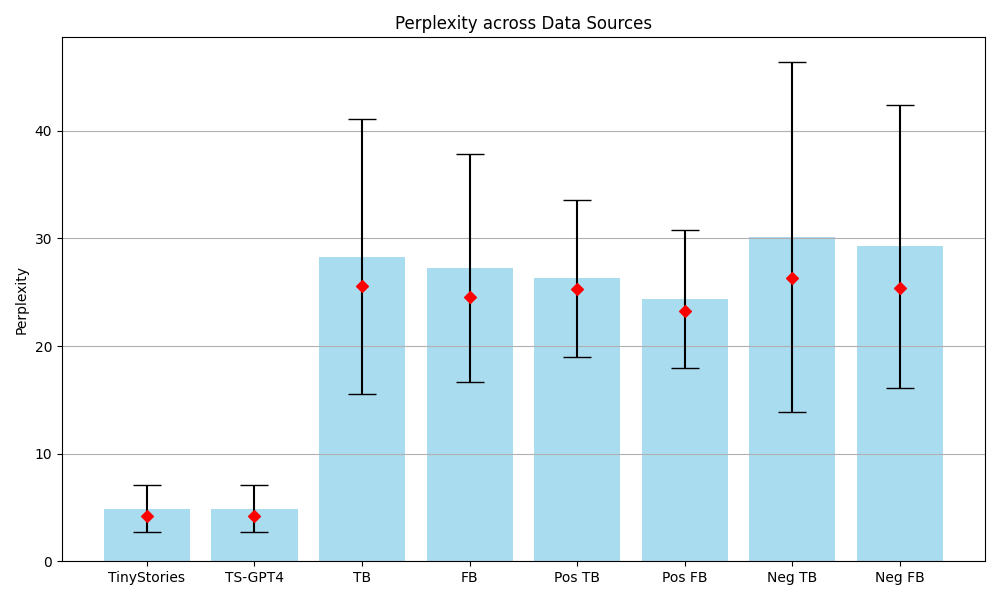 Perplexity across Data Sources
Perplexity
40
30
20
10
0
TinyStories
TS-GPT4
TB
FB
Pos TB
Pos FB
Neg TB
Neg FB